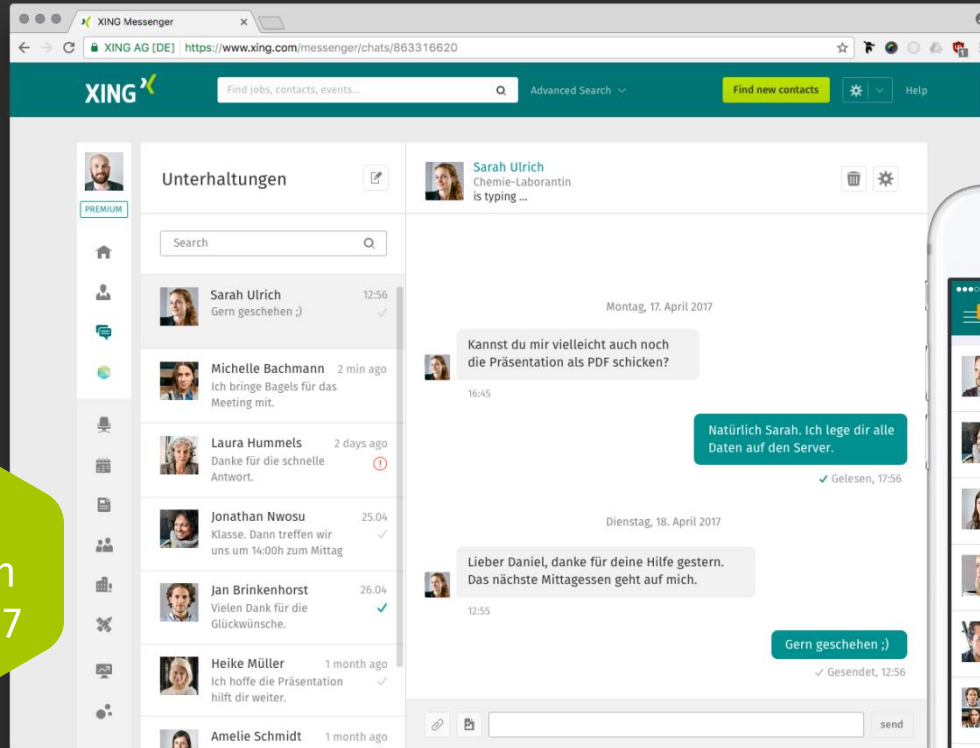 XING Messenger
XING AG [DE] https://www.xing.com/messenger/chats/863316620
XING
Find jobs, contacts, events...
Advanced Search
Find new contacts
Help
PREMIUM
Unterhaltungen
Search
Sarah Ulrich 12:56
Gern geschehen ;)
Michelle Bachmann 2 min ago
Ich bringe Bagels für das
Meeting mit.
Laura Hummels 2 days ago
Danke für die schnelle
Antwort.
Jonathan Nwosu 25.04
Klasse. Dann treffen wir
uns um 14:00h zum Mittag
Jan Brinkenhorst 26.04
Vielen Dank für die
Glückwünsche.
Heike Müller 1 month ago
Ich hoffe die Präsentation
hilft dir weiter.
Amelie Schmidt 1 month ago
Sarah Ulrich
Chemie-Laborantin
is typing ...
Montag, 17. April 2017
Kannst du mir vielleicht auch noch
die Präsentation als PDF schicken?
16:45
Natürlich Sarah. Ich lege dir alle
Daten auf den Server.
Gelesen, 17:56
Dienstag, 18. April 2017
Lieber Daniel, danke für deine Hilfe gestern.
Das nächste Mittagessen geht auf mich.
12:55
Gern geschehen ;)
Gesendet, 12:56
send
7